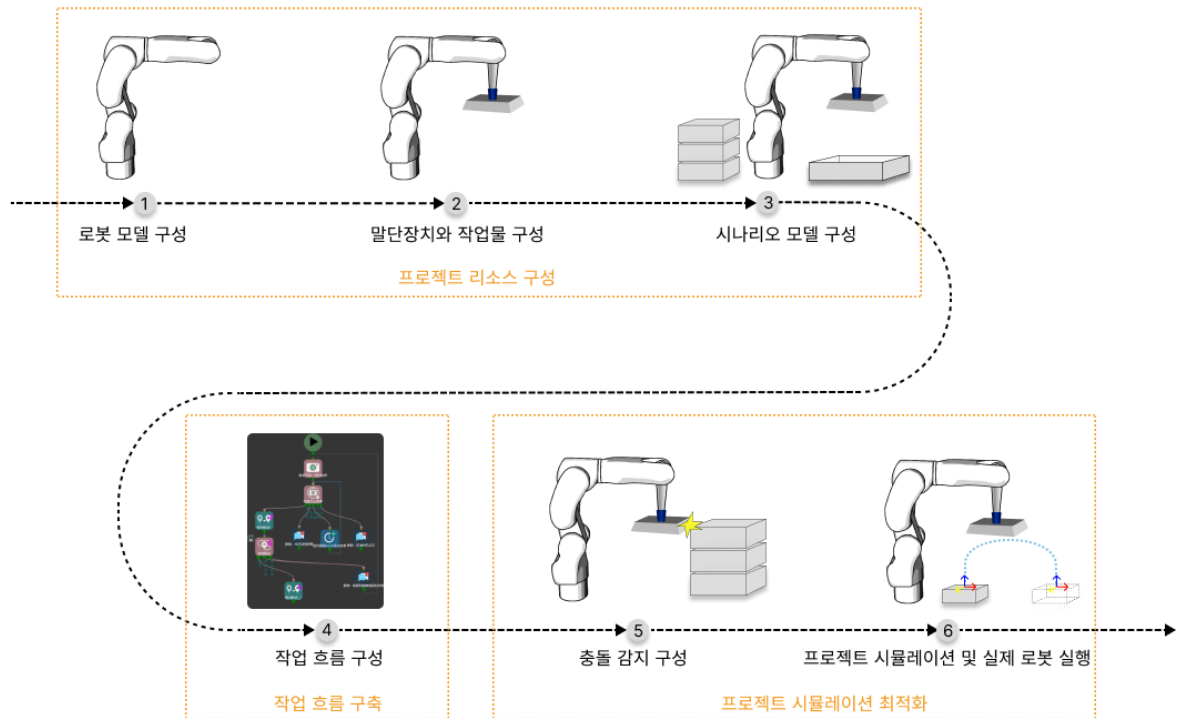 1
2
3
로봇 모델 구성
말단장치와 작업물 구성
시나리오 모델 구성
프로젝트 리소스 구성
4
5
6
작업 흐름 구성
충돌 감지 구성
프로젝트 시뮬레이션 및 실제 로봇 실행
작업 흐름 구축
프로젝트 시뮬레이션 최적화